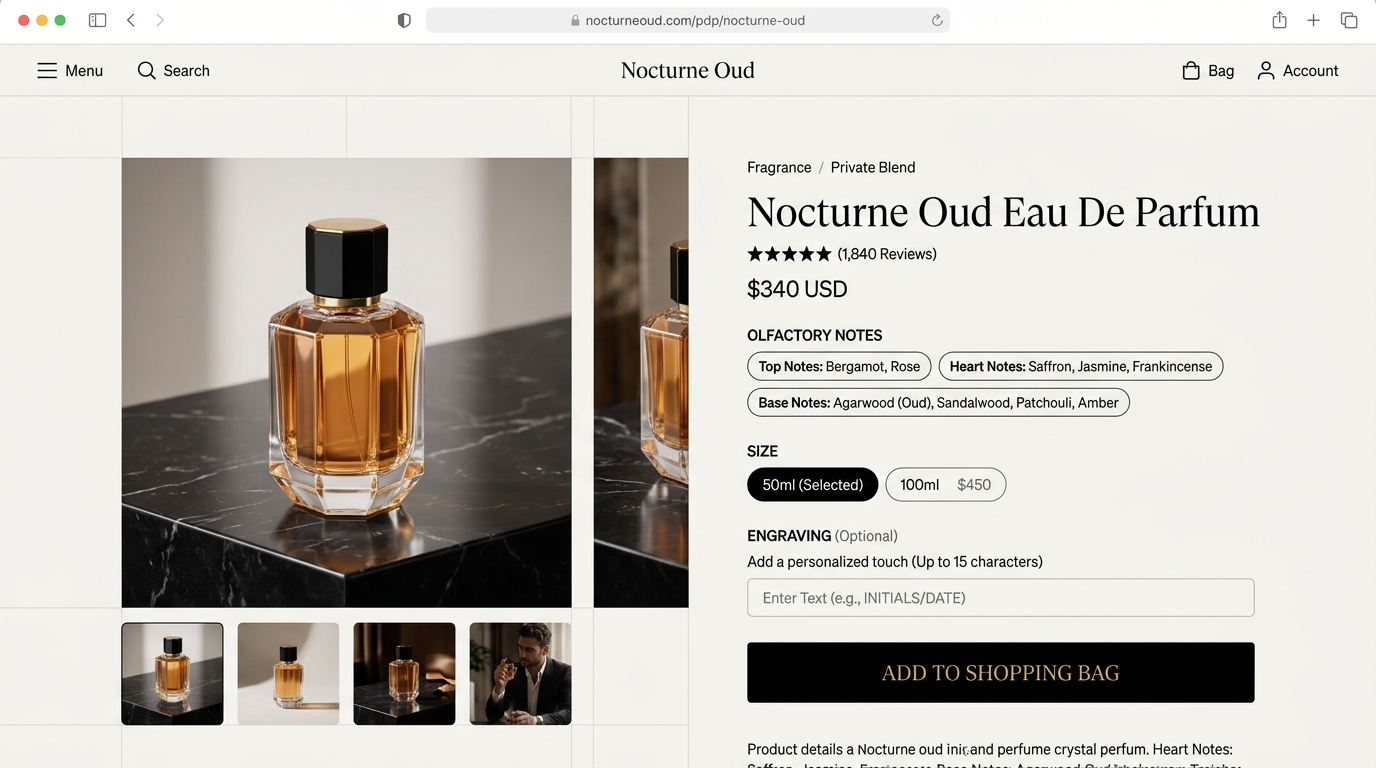 nocturneoud.com/pdp/nocturne-oud
Menu
Search
Nocturne Oud
Bag
Account
Fragrance / Private Blend
Nocturne Oud Eau De Parfum
★★★★★ (1,840 Reviews)
$340 USD
OLFACTORY NOTES
Top Notes: Bergamot, Rose
Heart Notes: Saffron, Jasmine, Frankincense
Base Notes: Agarwood (Oud), Sandalwood, Patchouli, Amber
SIZE
50ml (Selected)
100ml $450
ENGRAVING (Optional)
Add a personalized touch (Up to 15 characters)
Enter Text (e.g., INITIALS/DATE)
ADD TO SHOPPING BAG
Product details a Nocturne oud and perfume crystal perfum. Heart Notes: